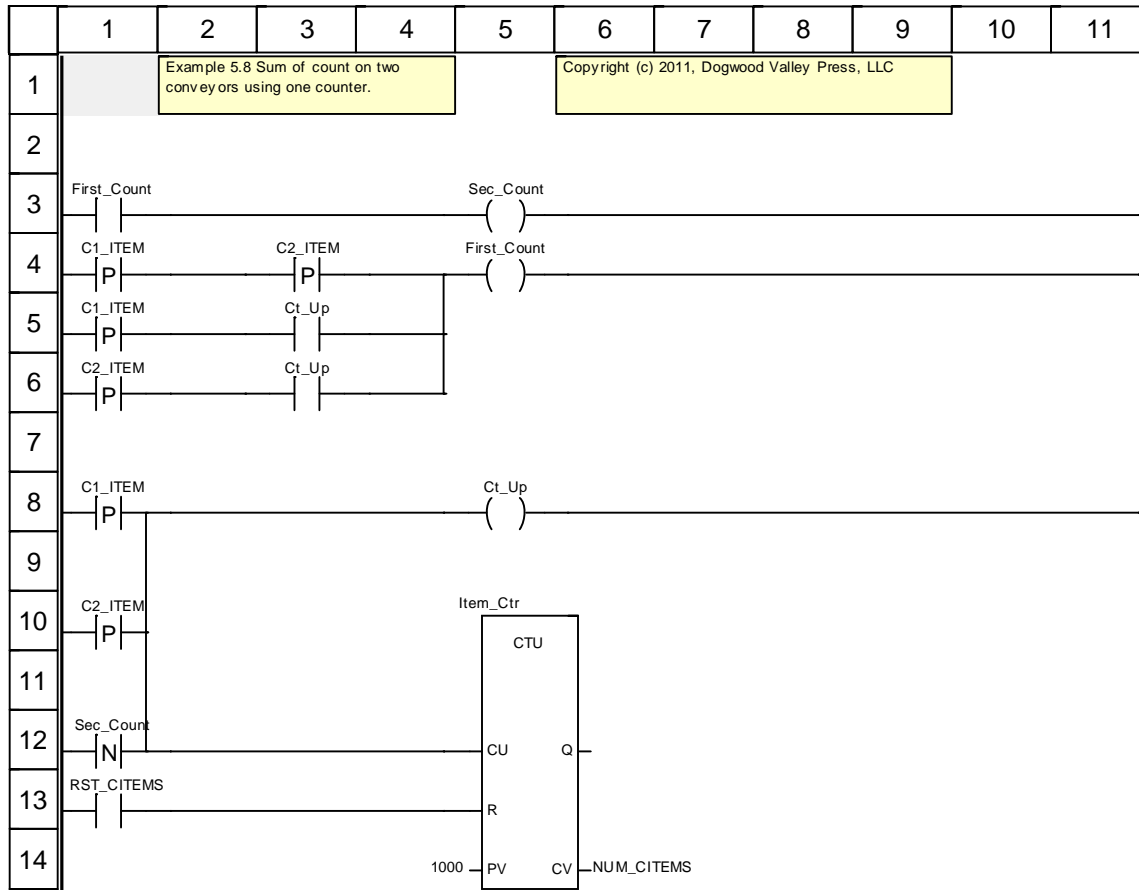 1 2 3 4 5 6 7 8 9 10 11
1
Example 5.8 Sum of count on two
conveyors using one counter.
Copyright (c) 2011, Dogwood Valley Press, LLC
2
First_Count Sec_Count
3
C1_ITEM C2_ITEM First_Count
4
P P
C1_ITEM Ct_Up
5
P
C2_ITEM Ct_Up
6
P
7
C1_ITEM Ct_Up
8
P
9
C2_ITEM Item_Ctr
10
P
CTU
11
Sec_Count
12
N CU Q
RST_CITEMS
13
R
14
1000 PV CV NUM_CITEMS